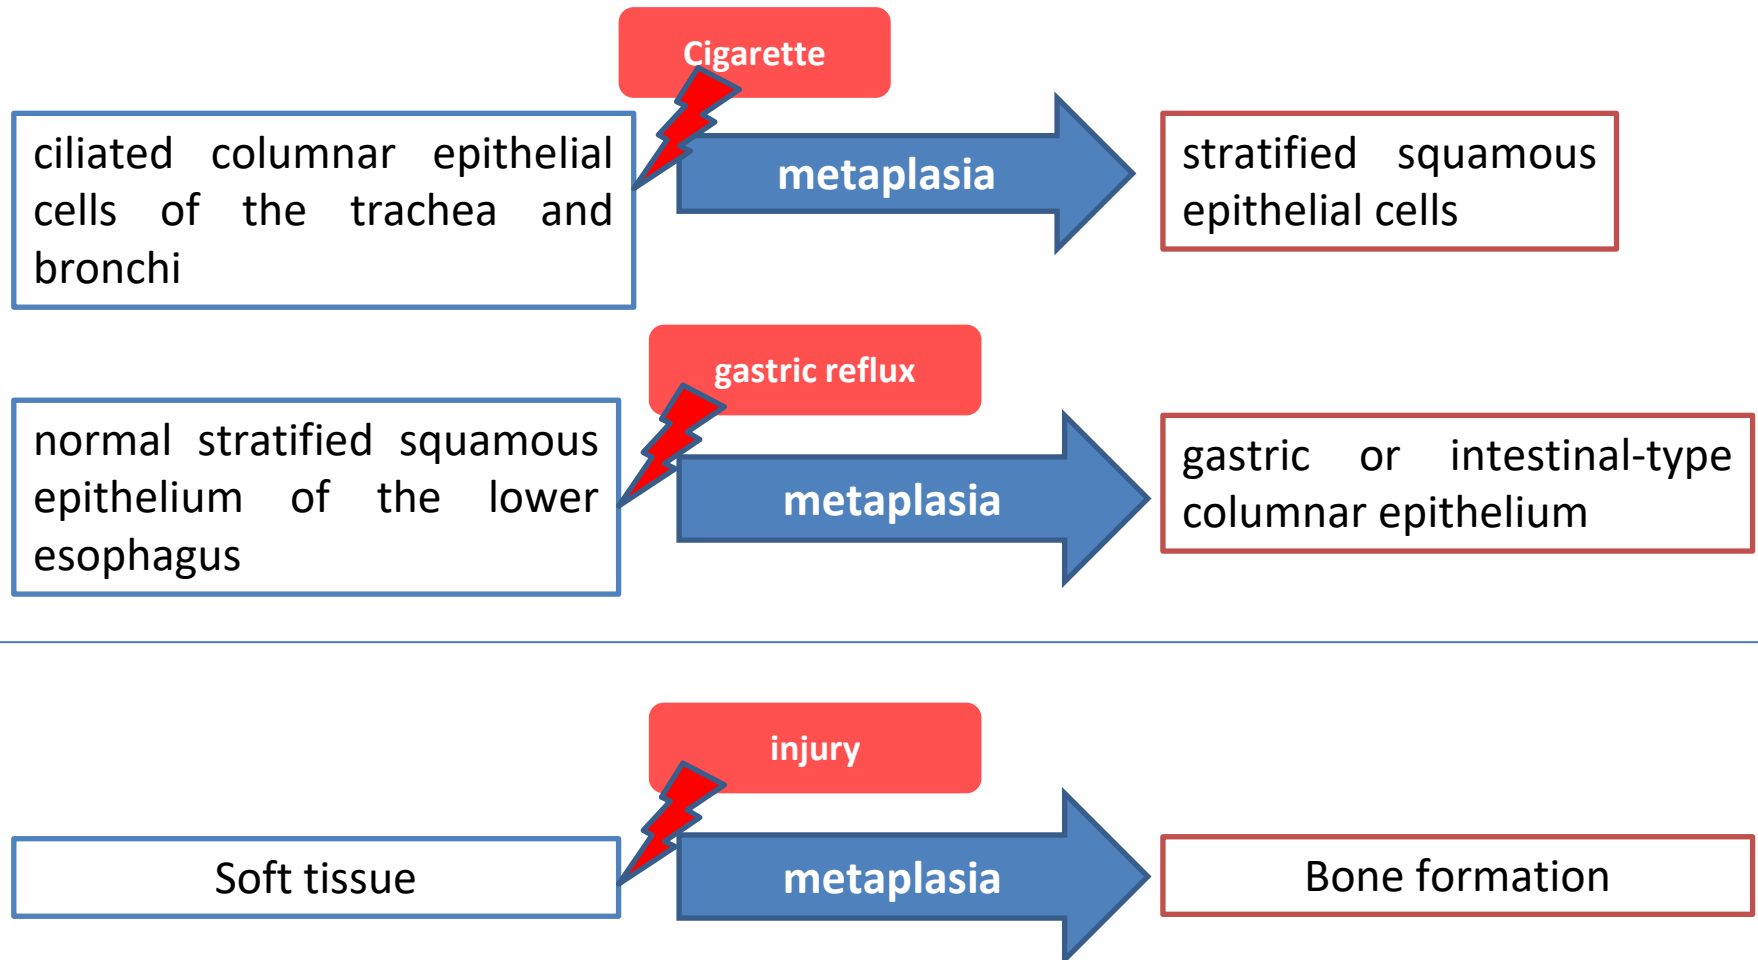 Cigarette
ciliated columnar epithelial
cells of the trachea and
bronchi
metaplasia
stratified squamous
epithelial cells
gastric reflux
normal stratified squamous
epithelium of the lower
esophagus
metaplasia
gastric or intestinal-type
columnar epithelium
injury
Soft tissue
metaplasia
Bone formation